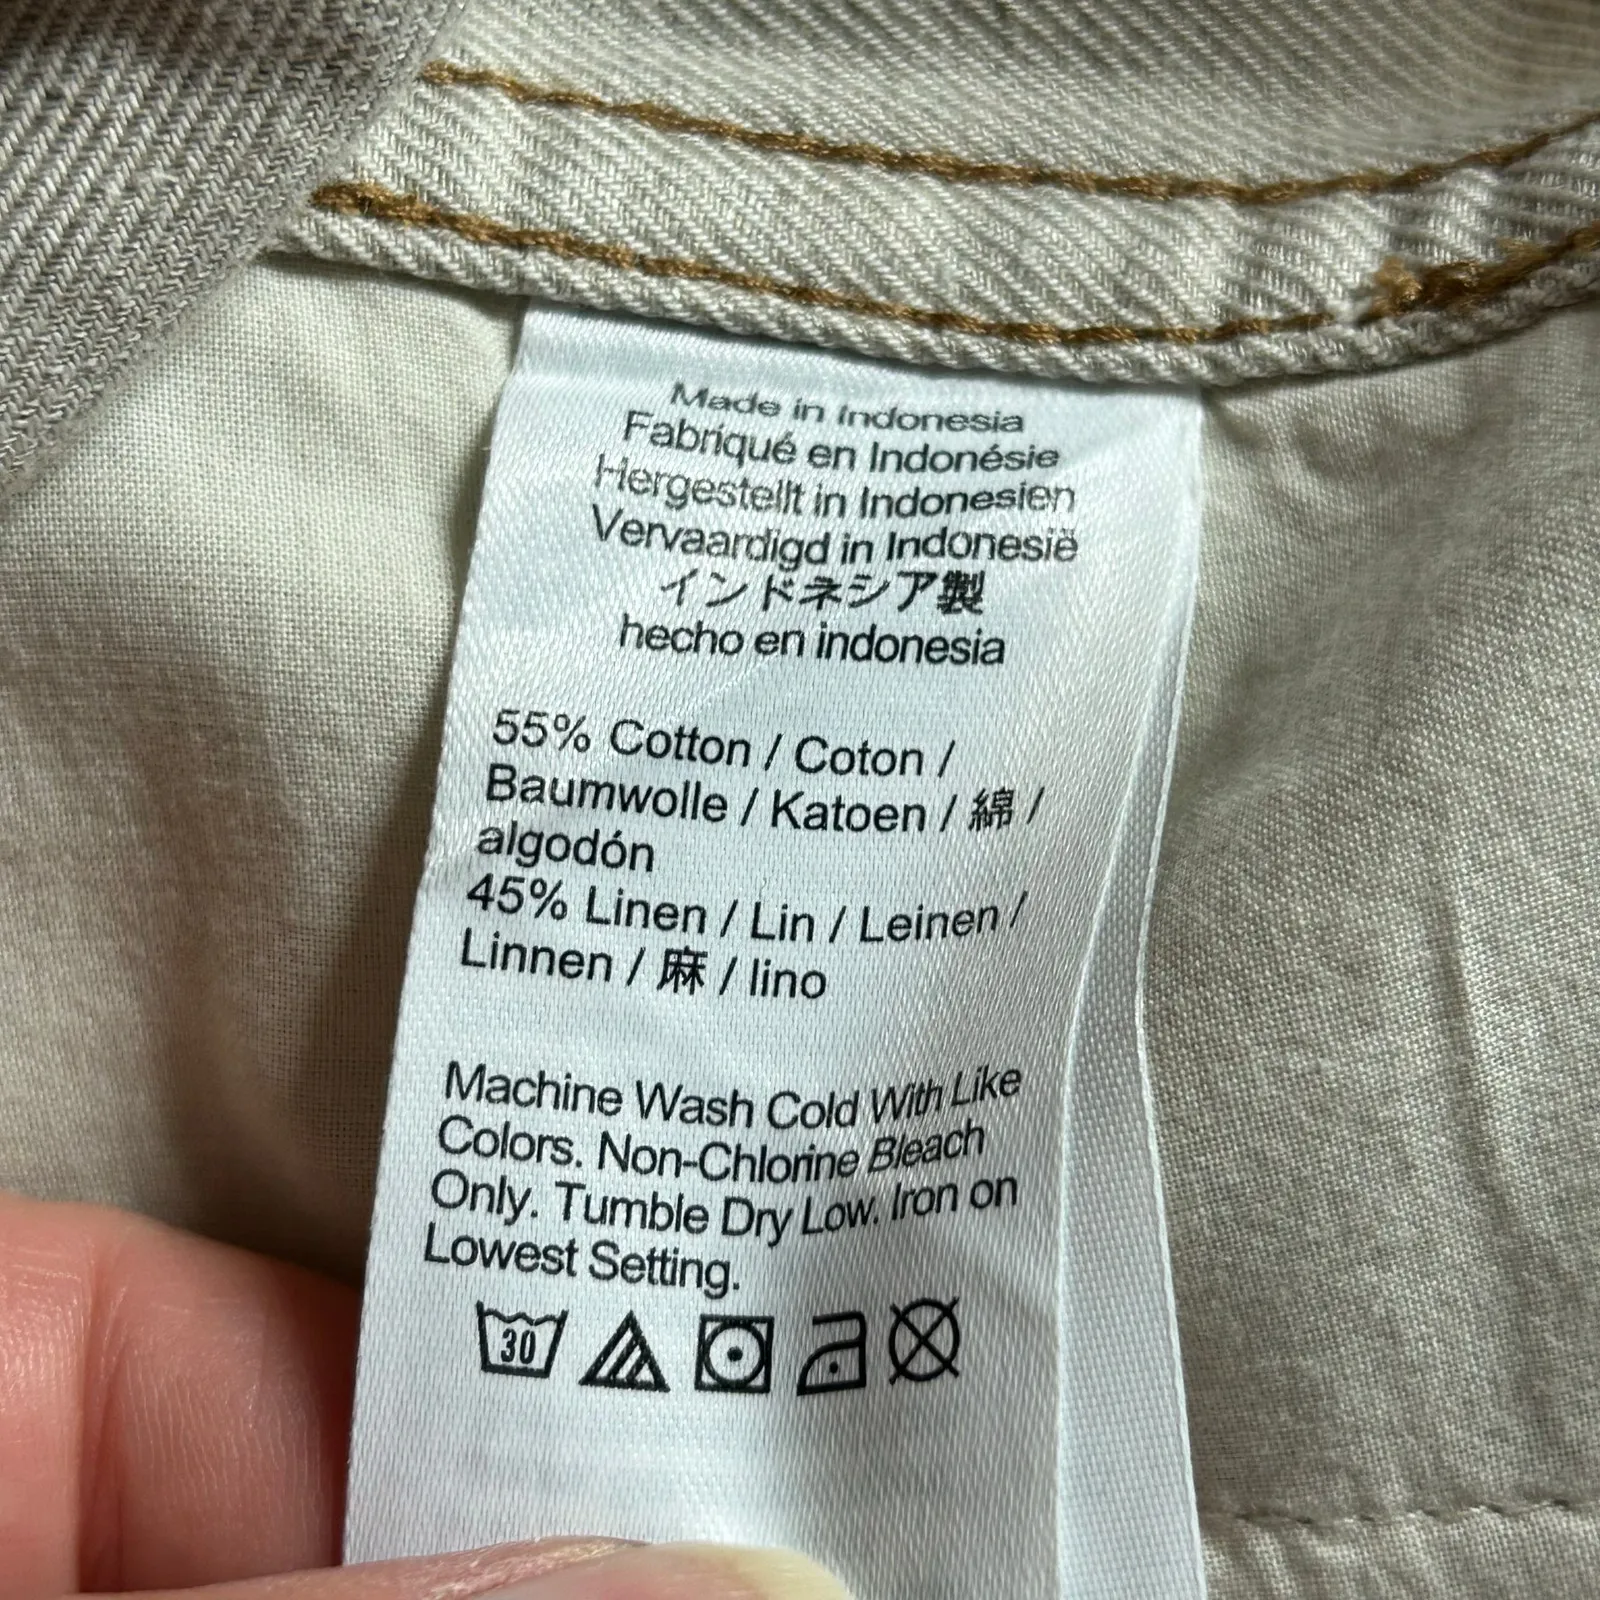 Made in Indonesia
Fabriqué en Indonésie
Hergestellt in Indonesien
Vervaardigd in Indonesië
インドネシア製
hecho en indonesia
55% Cotton / Coton /
Baumwolle / Katoen / 綿 /
algodón
45% Linen / Lin / Leinen /
Linnen / 麻 / lino
Machine Wash Cold With Like
Colors. Non-Chlorine Bleach
Only. Tumble Dry Low. Iron on
Lowest Setting.
30